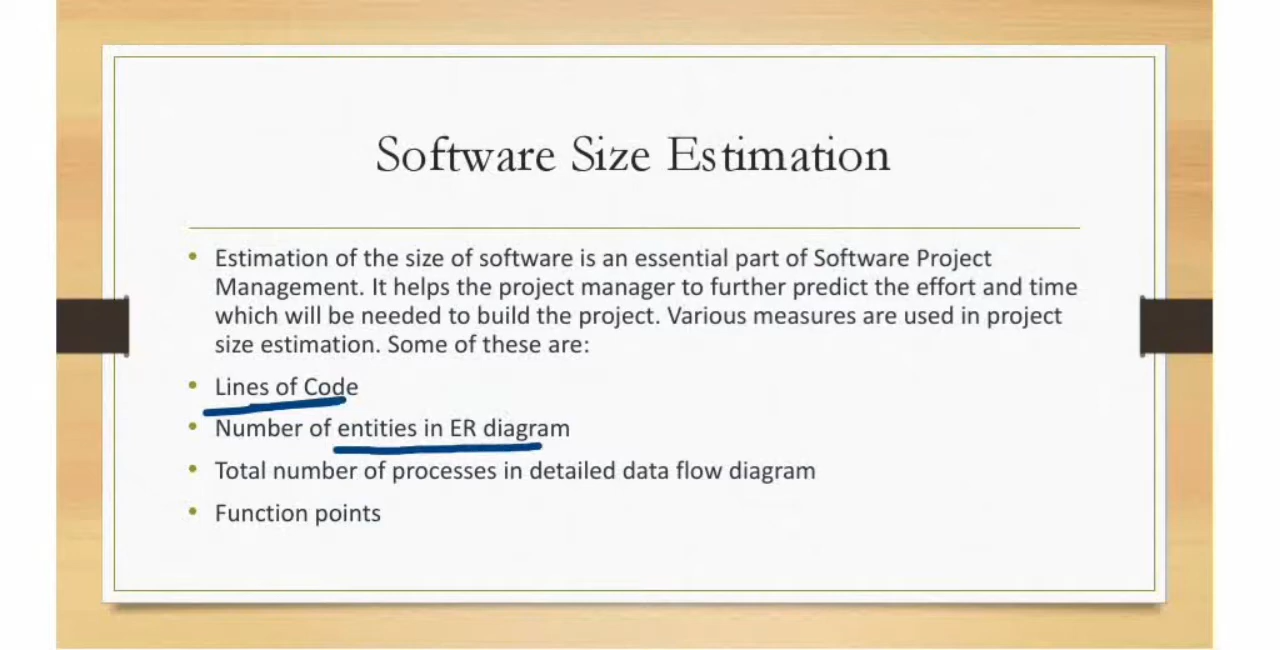 Software Size Estimation
• Estimation of the size of software is an essential part of Software Project
Management. It helps the project manager to further predict the effort and time
which will be needed to build the project. Various measures are used in project
size estimation. Some of these are:
• Lines of Code
• Number of entities in ER diagram
• Total number of processes in detailed data flow diagram
• Function points